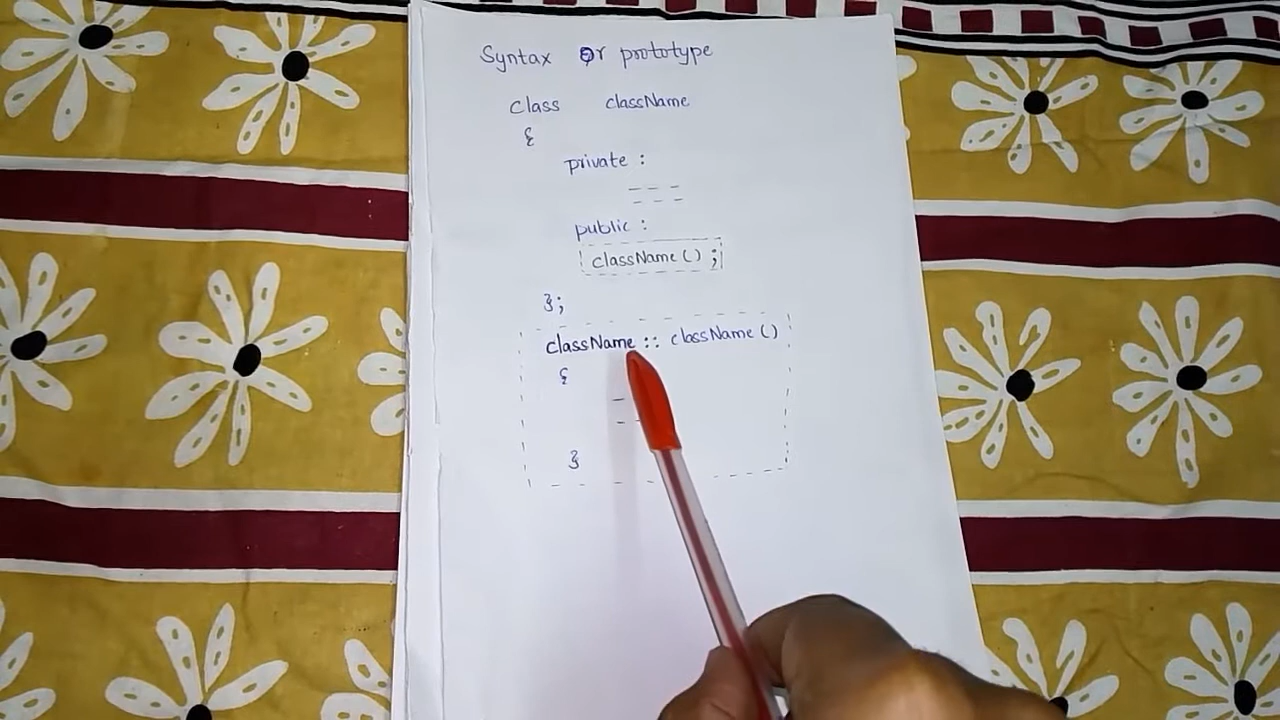 Syntax Or prototype
class className
{
private :
- - -
- - -
public :
className() ;
};
className :: className()
{
-
- -
}